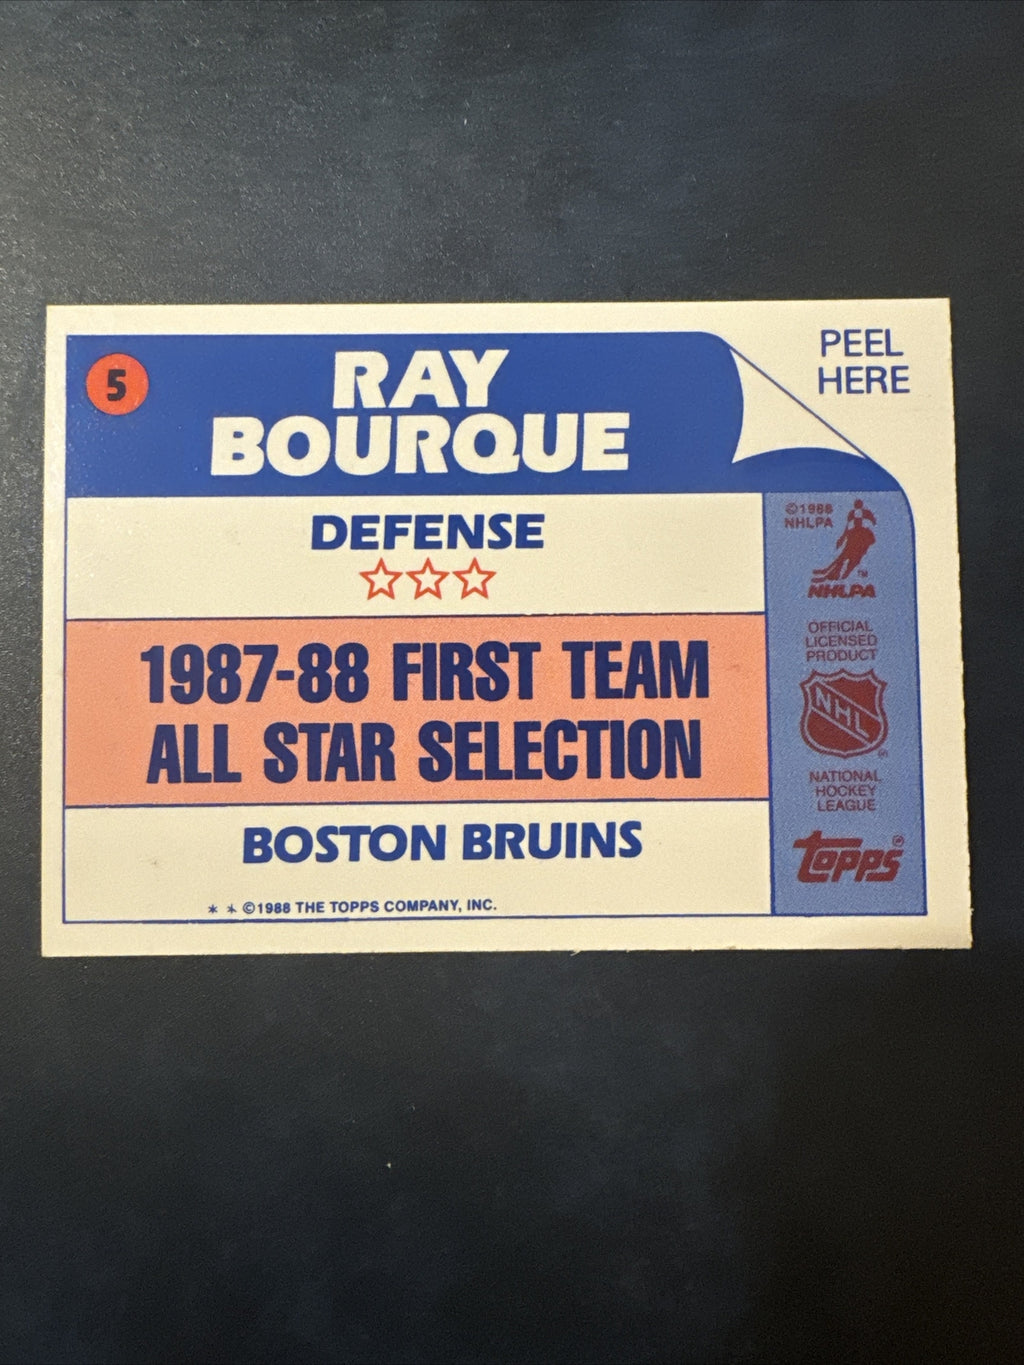 5
RAY
BOURQUE
PEEL
HERE
DEFENSE
1987-88 FIRST TEAM
ALL STAR SELECTION
BOSTON BRUINS
* * ©1988 THE TOPPS COMPANY, INC.
©1988
NHLPA
TM
NHLPA
OFFICIAL
LICENSED
PRODUCT
NHL
®
NATIONAL
HOCKEY
LEAGUE
topps®